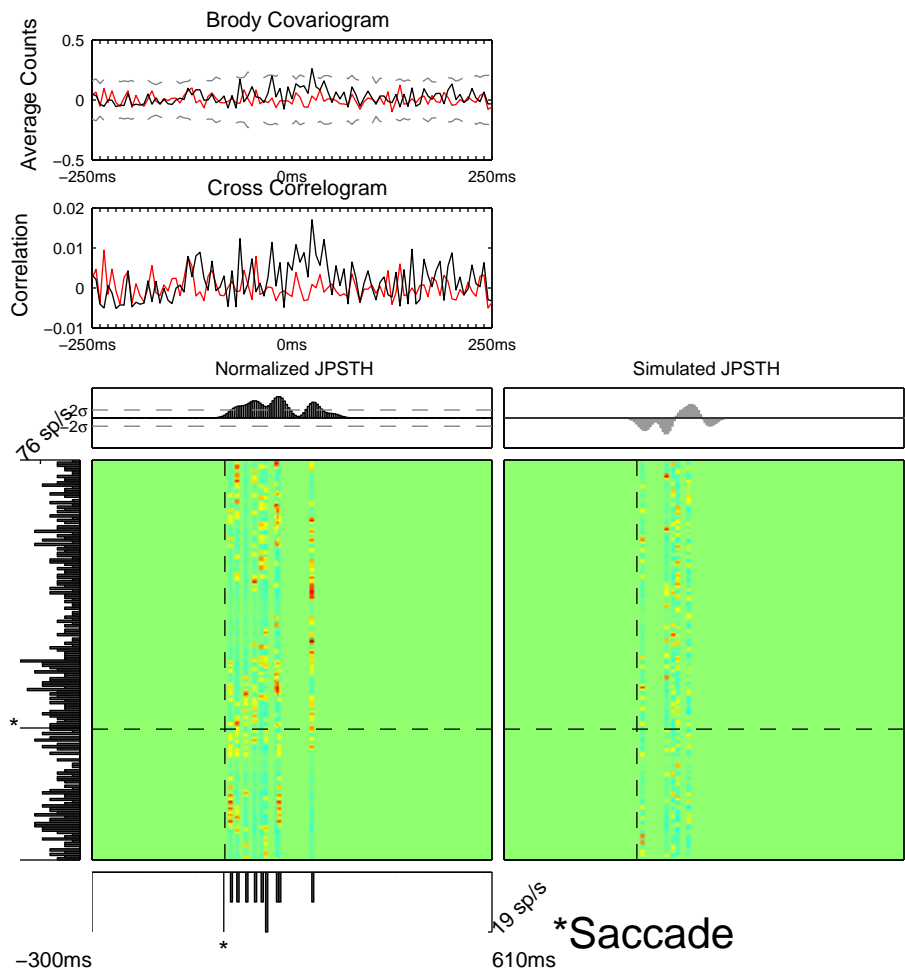 Brody Covariogram
Average Counts
0.5
0
−0.5
−250ms
0ms
250ms
Cross Correlogram
Correlation
0.02
0.01
0
−0.01
−250ms
0ms
250ms
Normalized JPSTH
Simulated JPSTH
76 sp/s
2σ
−2σ
*
*
19 sp/s
*Saccade
−300ms
610ms